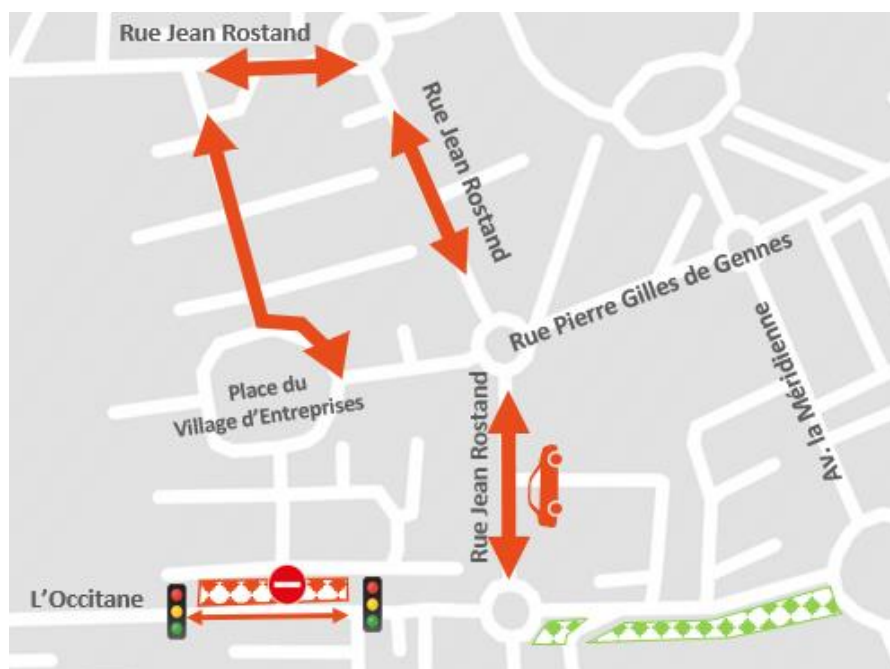 Rue Jean Rostand
Rue Jean Rostand
Rue Pierre Gilles de Gennes
Place du
Village d’Entreprises
Rue Jean Rostand
Av. la Méridienne
L’Occitane